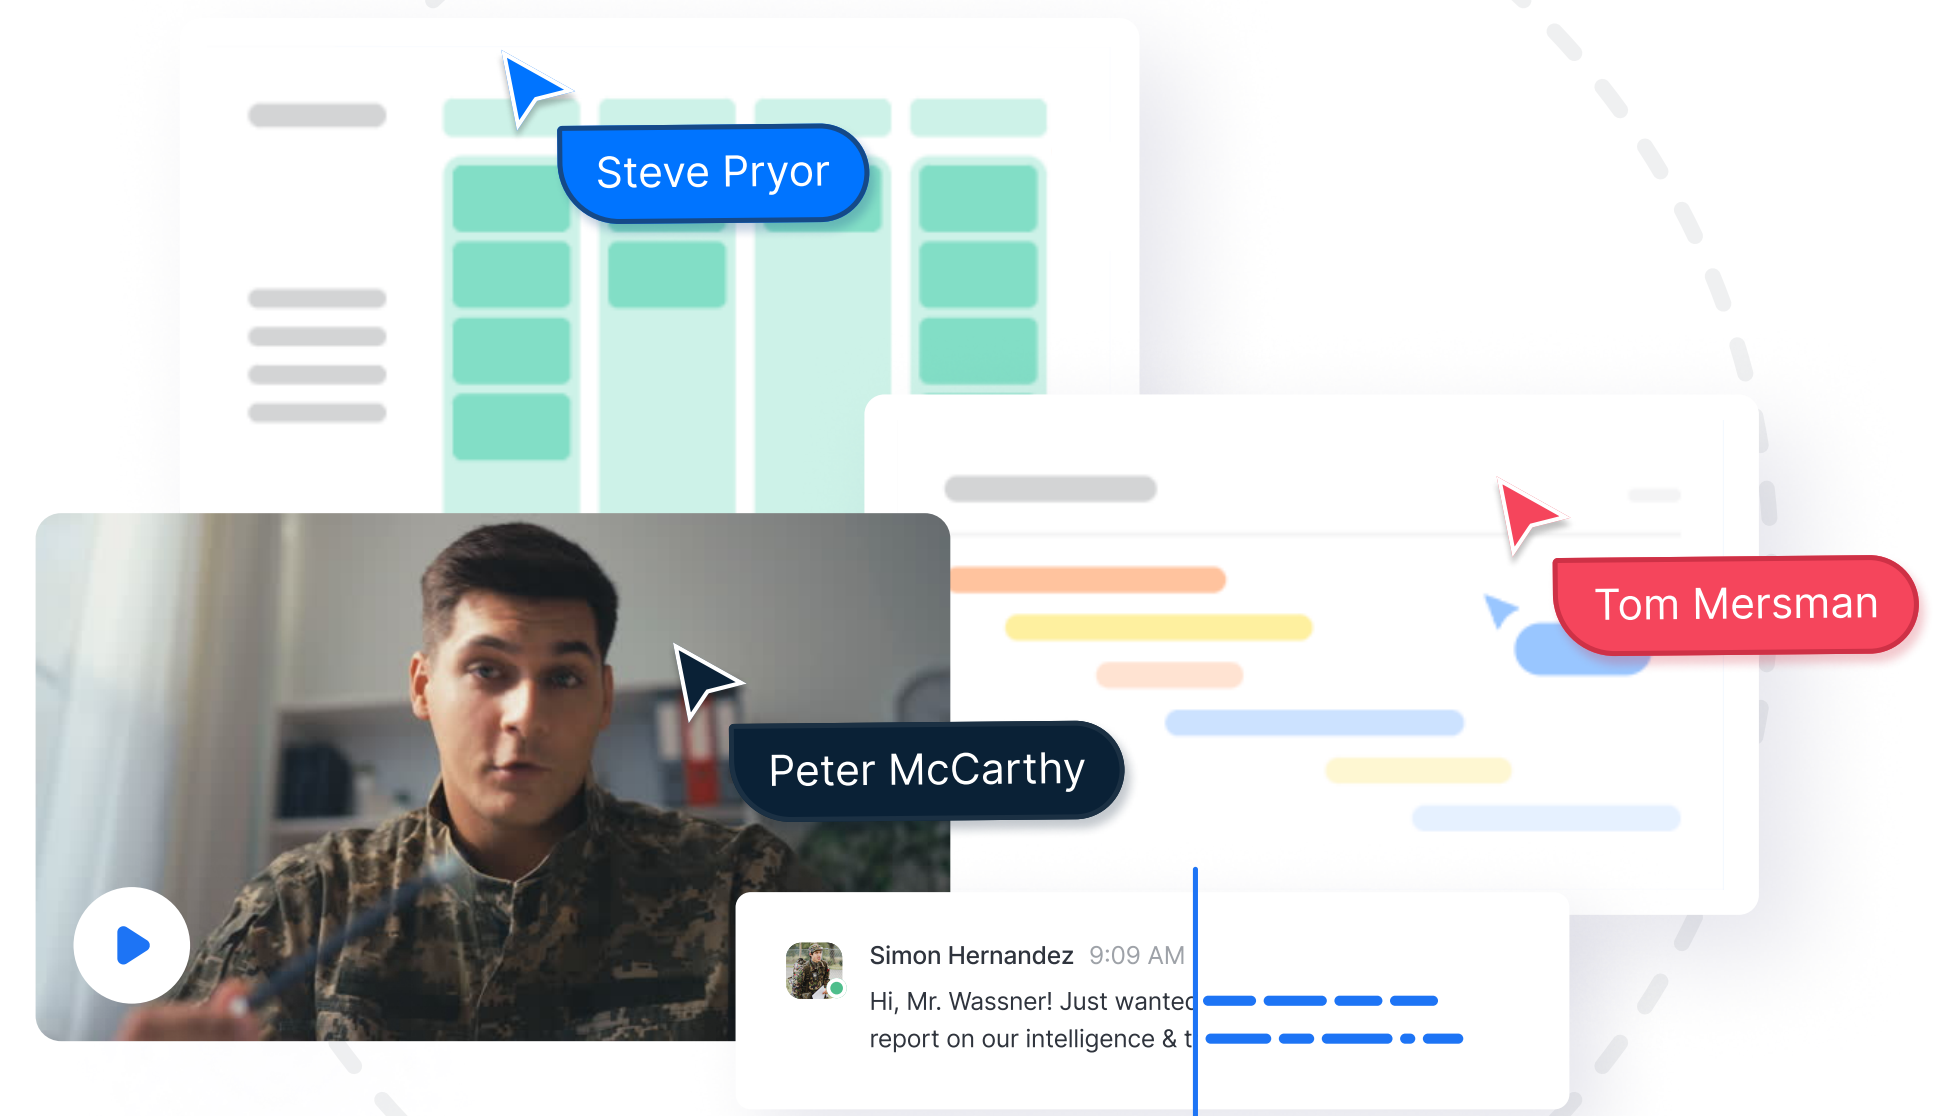 Steve Pryor
Tom Mersman
Peter McCarthy
Simon Hernandez 9:09 AM
Hi, Mr. Wassner! Just wanted
report on our intelligence & t